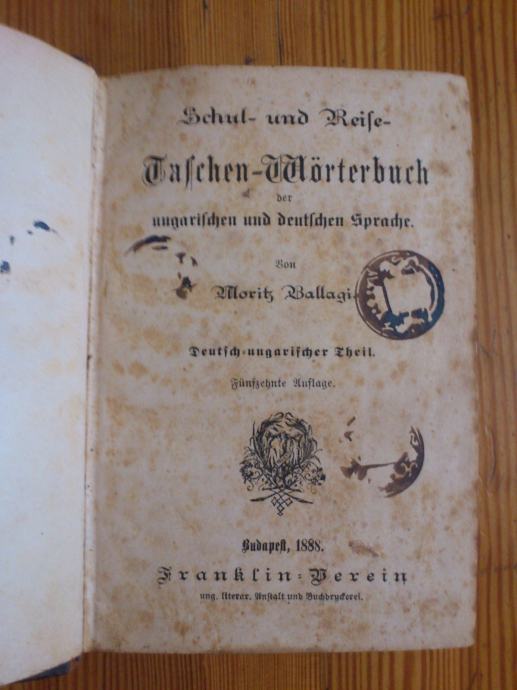 Schul- und Reise-
Taschen-Wörterbuch
der
ungarischen und deutschen Sprache.
Von
Moritz Ballagi.
Deutsch-ungarischer Theil.
Fünfzehnte Auflage.
Budapest, 1888.
Franklin-Verein
ung. literar. Anstalt und Buchdruckerei.